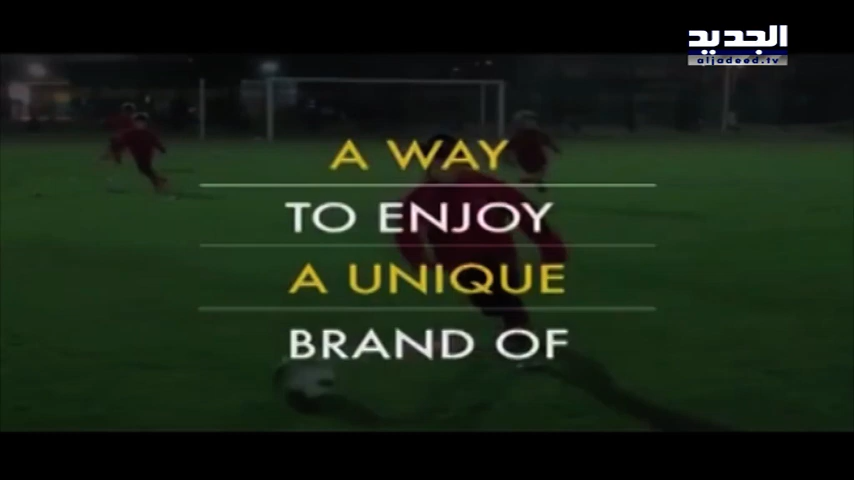 الجديد
aljadeed.tv
A WAY
TO ENJOY
A UNIQUE
BRAND OF